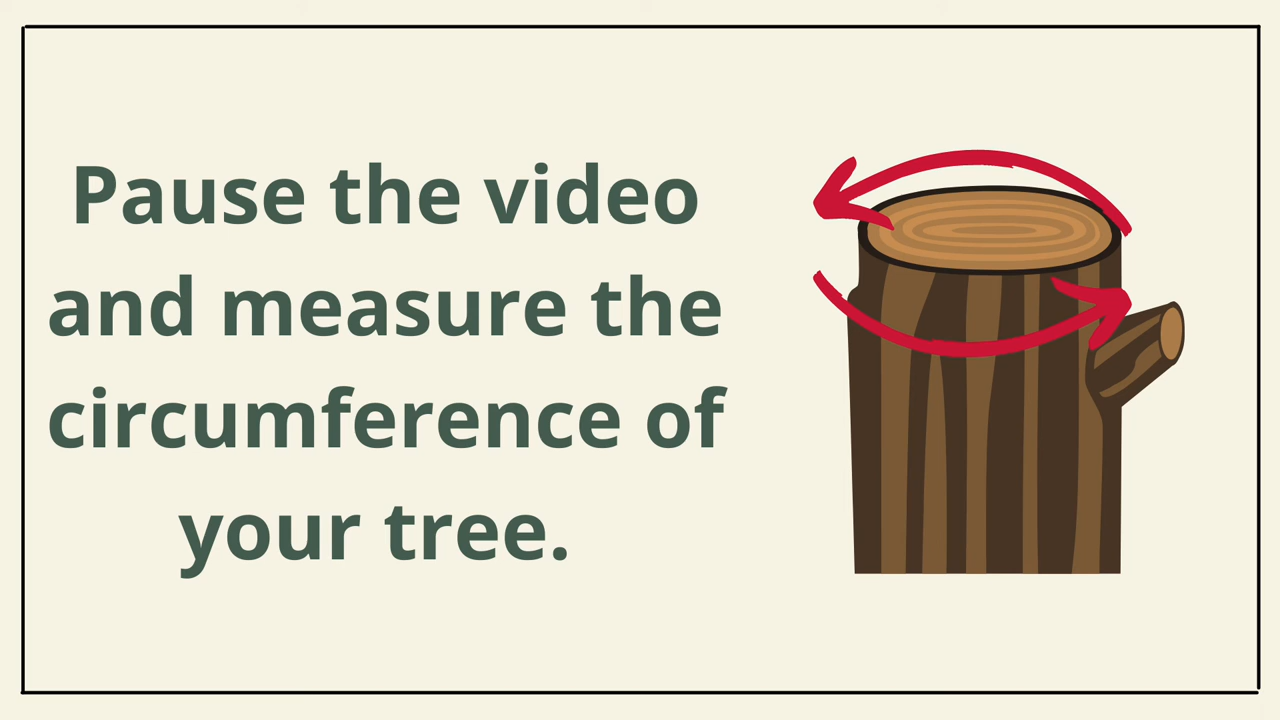 Pause the video
and measure the
circumference of
your tree.